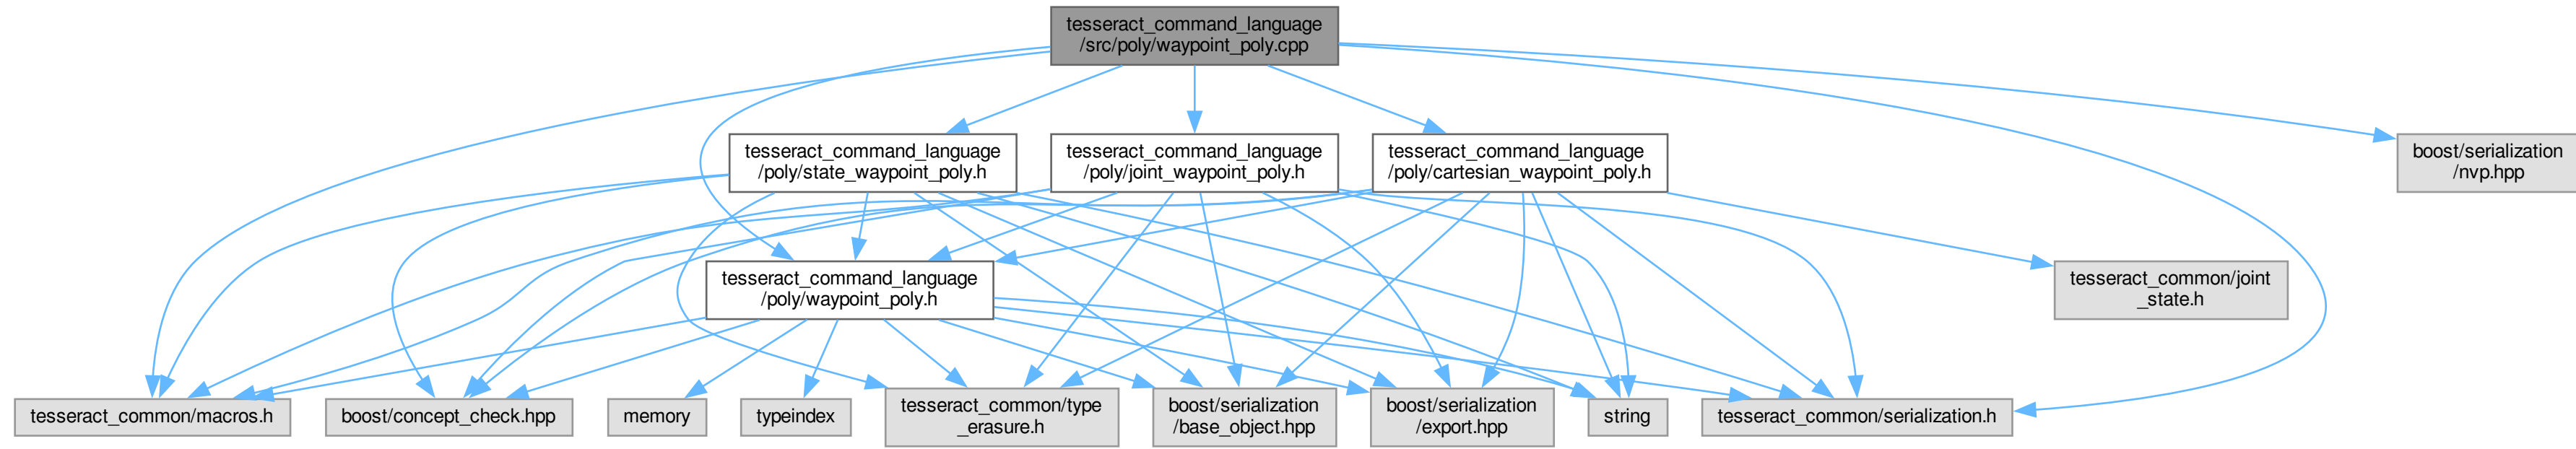 tesseract_command_language
/src/poly/waypoint_poly.cpp
tesseract_command_language
/poly/state_waypoint_poly.h
tesseract_command_language
/poly/joint_waypoint_poly.h
tesseract_command_language
/poly/cartesian_waypoint_poly.h
boost/serialization
/nvp.hpp
tesseract_command_language
/poly/waypoint_poly.h
tesseract_common/joint
_state.h
tesseract_common/macros.h
boost/concept_check.hpp
memory
typeindex
tesseract_common/type
_erasure.h
boost/serialization
/base_object.hpp
boost/serialization
/export.hpp
string
tesseract_common/serialization.h